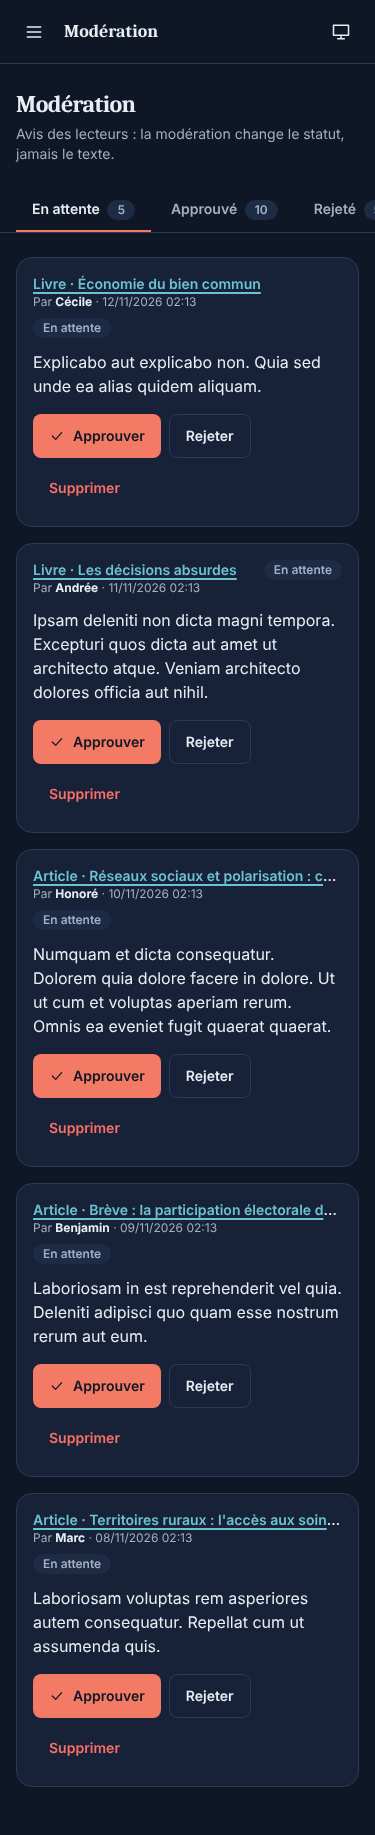 Modération
Modération
Avis des lecteurs : la modération change le statut,
jamais le texte.
En attente 5 Approuvé 10 Rejeté
Livre · Économie du bien commun
Par Cécile · 12/11/2026 02:13
En attente
Explicabo aut explicabo non. Quia sed
unde ea alias quidem aliquam.
Approuver Rejeter
Supprimer
Livre · Les décisions absurdes En attente
Par Andrée · 11/11/2026 02:13
Ipsam deleniti non dicta magni tempora.
Excepturi quos dicta aut amet ut
architecto atque. Veniam architecto
dolores officia aut nihil.
Approuver Rejeter
Supprimer
Article · Réseaux sociaux et polarisation : c...
Par Honoré · 10/11/2026 02:13
En attente
Numquam et dicta consequatur.
Dolorem quia dolore facere in dolore. Ut
ut cum et voluptas aperiam rerum.
Omnis ea eveniet fugit quaerat quaerat.
Approuver Rejeter
Supprimer
Article · Brève : la participation électorale d...
Par Benjamin · 09/11/2026 02:13
En attente
Laboriosam in est reprehenderit vel quia.
Deleniti adipisci quo quam esse nostrum
rerum aut eum.
Approuver Rejeter
Supprimer
Article · Territoires ruraux : l'accès aux soin...
Par Marc · 08/11/2026 02:13
En attente
Laboriosam voluptas rem asperiores
autem consequatur. Repellat cum ut
assumenda quis.
Approuver Rejeter
Supprimer